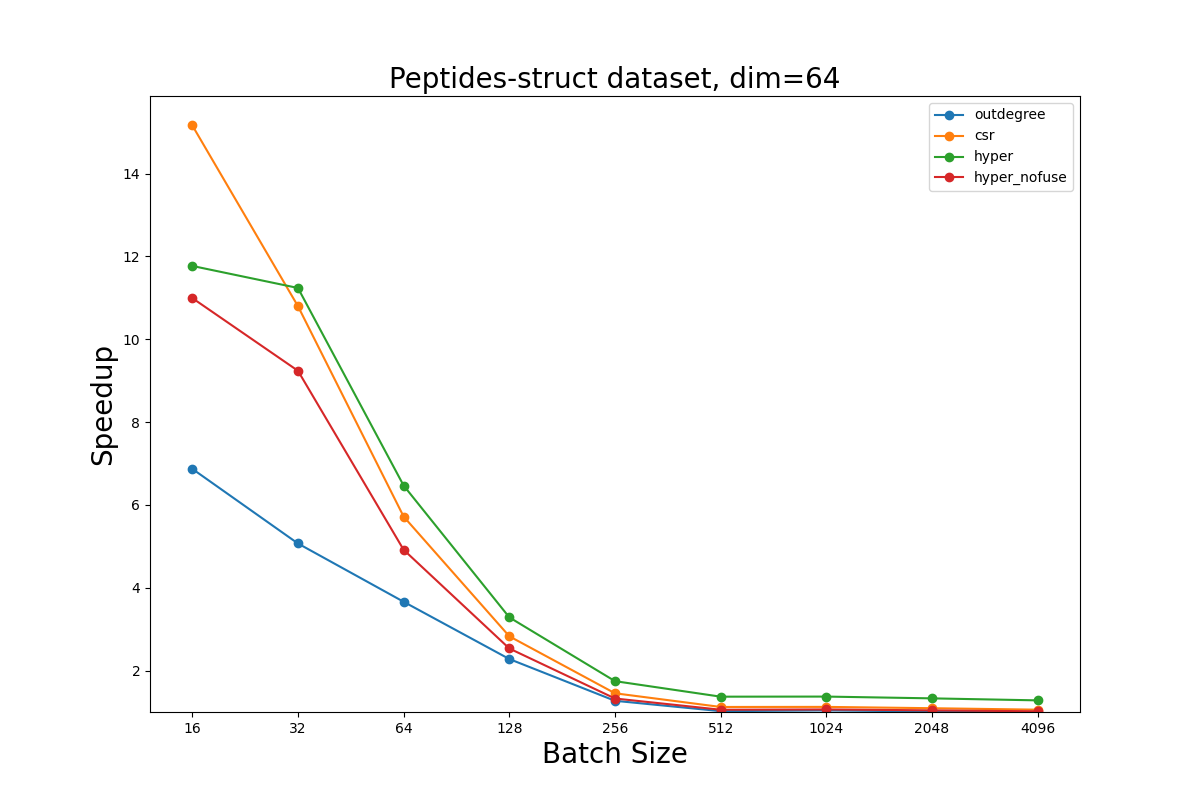 Peptides-struct dataset, dim=64
outdegree
csr
hyper
hyper_nofuse
Speedup
14
12
10
8
6
4
2
16 32 64 128 256 512 1024 2048 4096
Batch Size